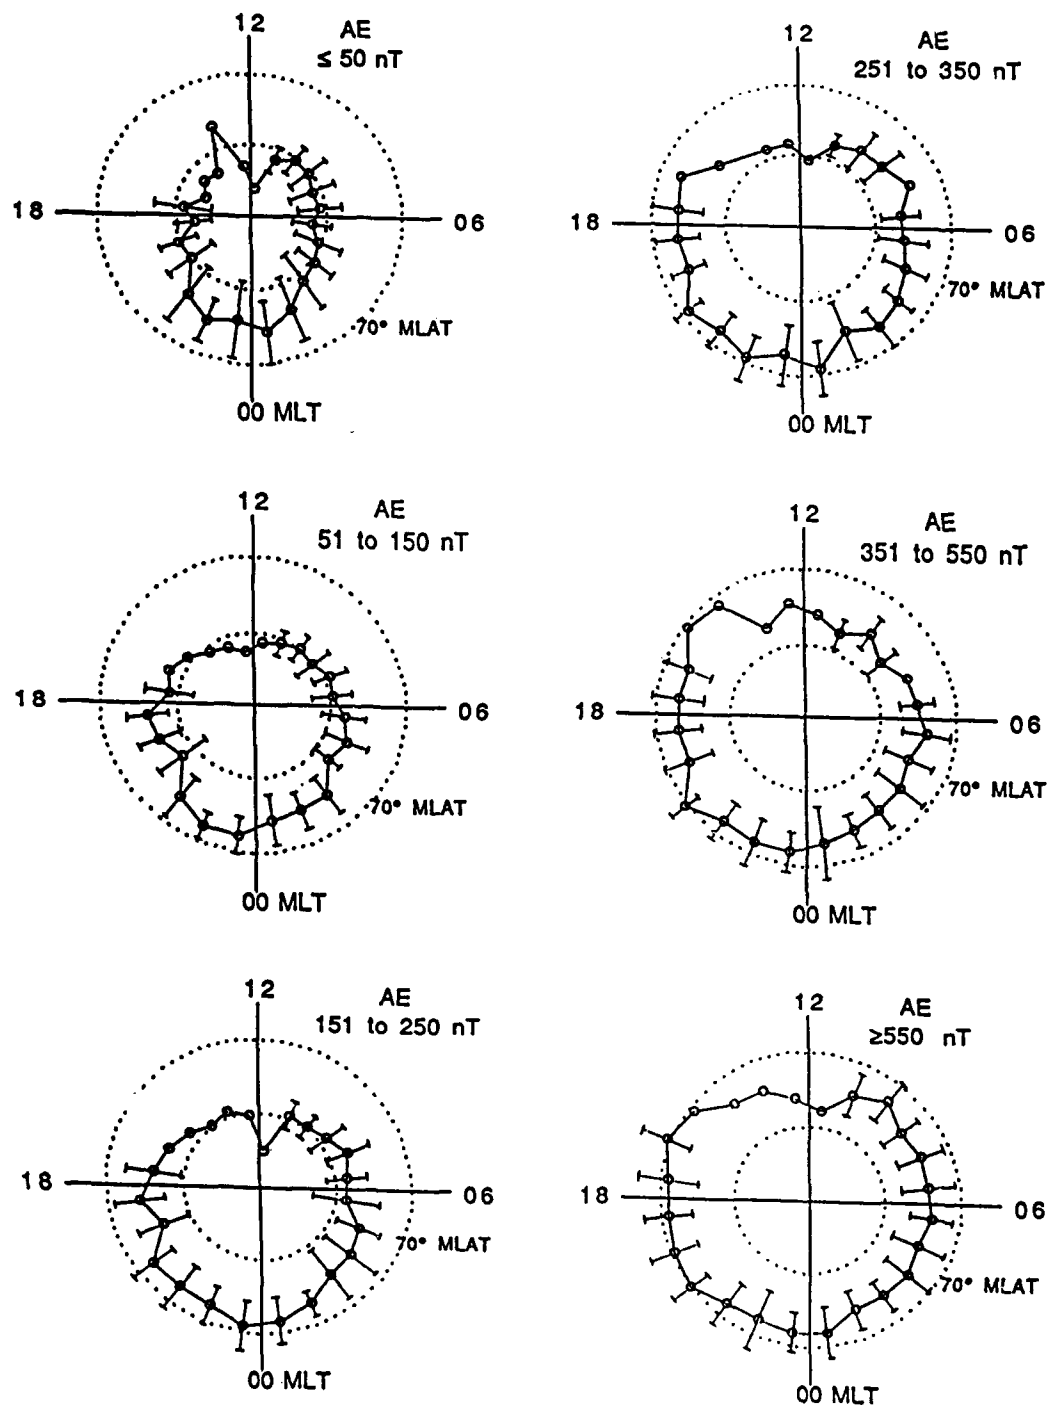 12
AE
≤ 50 nT
18
06
70° MLAT
00 MLT
12
AE
251 to 350 nT
18
06
70° MLAT
00 MLT
12
AE
51 to 150 nT
18
06
70° MLAT
00 MLT
12
AE
351 to 550 nT
18
06
70° MLAT
00 MLT
12
AE
151 to 250 nT
18
06
70° MLAT
00 MLT
12
AE
≥550 nT
18
06
70° MLAT
00 MLT